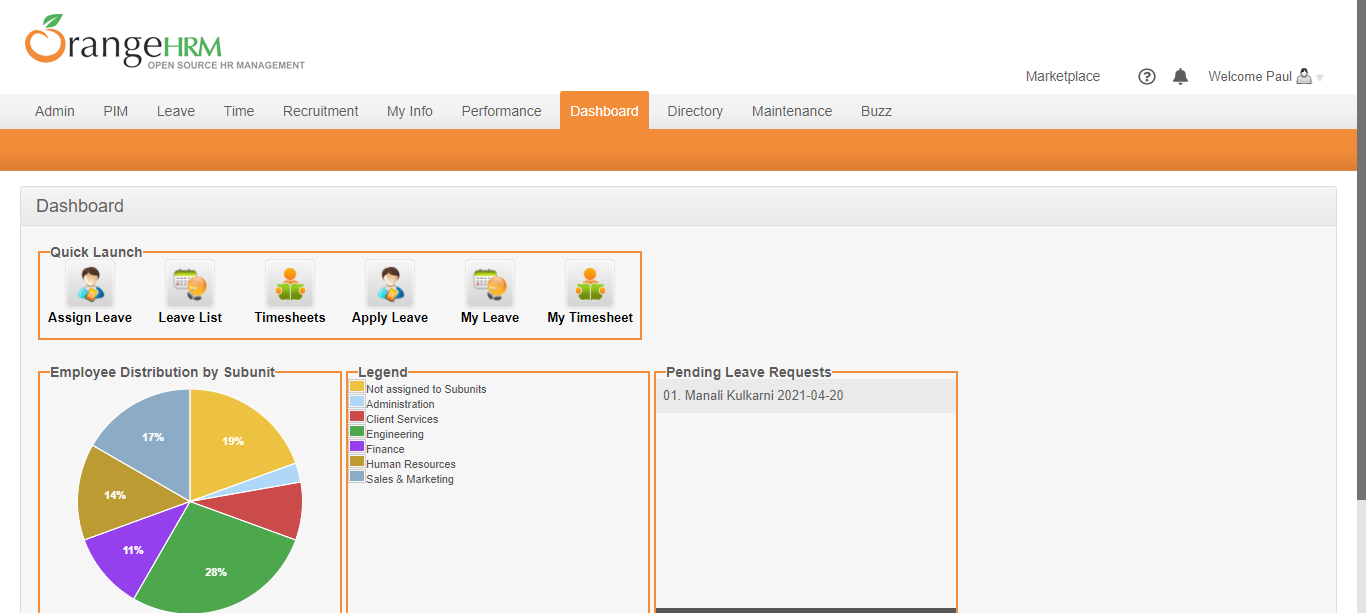 OrangeHRM
OPEN SOURCE HR MANAGEMENT
Marketplace ? Welcome Paul
Admin PIM Leave Time Recruitment My Info Performance Dashboard Directory Maintenance Buzz
Dashboard
Quick Launch
Assign Leave Leave List Timesheets Apply Leave My Leave My Timesheet
Employee Distribution by Subunit
19%
17%
14%
11%
28%
Legend
Not assigned to Subunits
Administration
Client Services
Engineering
Finance
Human Resources
Sales & Marketing
Pending Leave Requests
01. Manali Kulkarni 2021-04-20